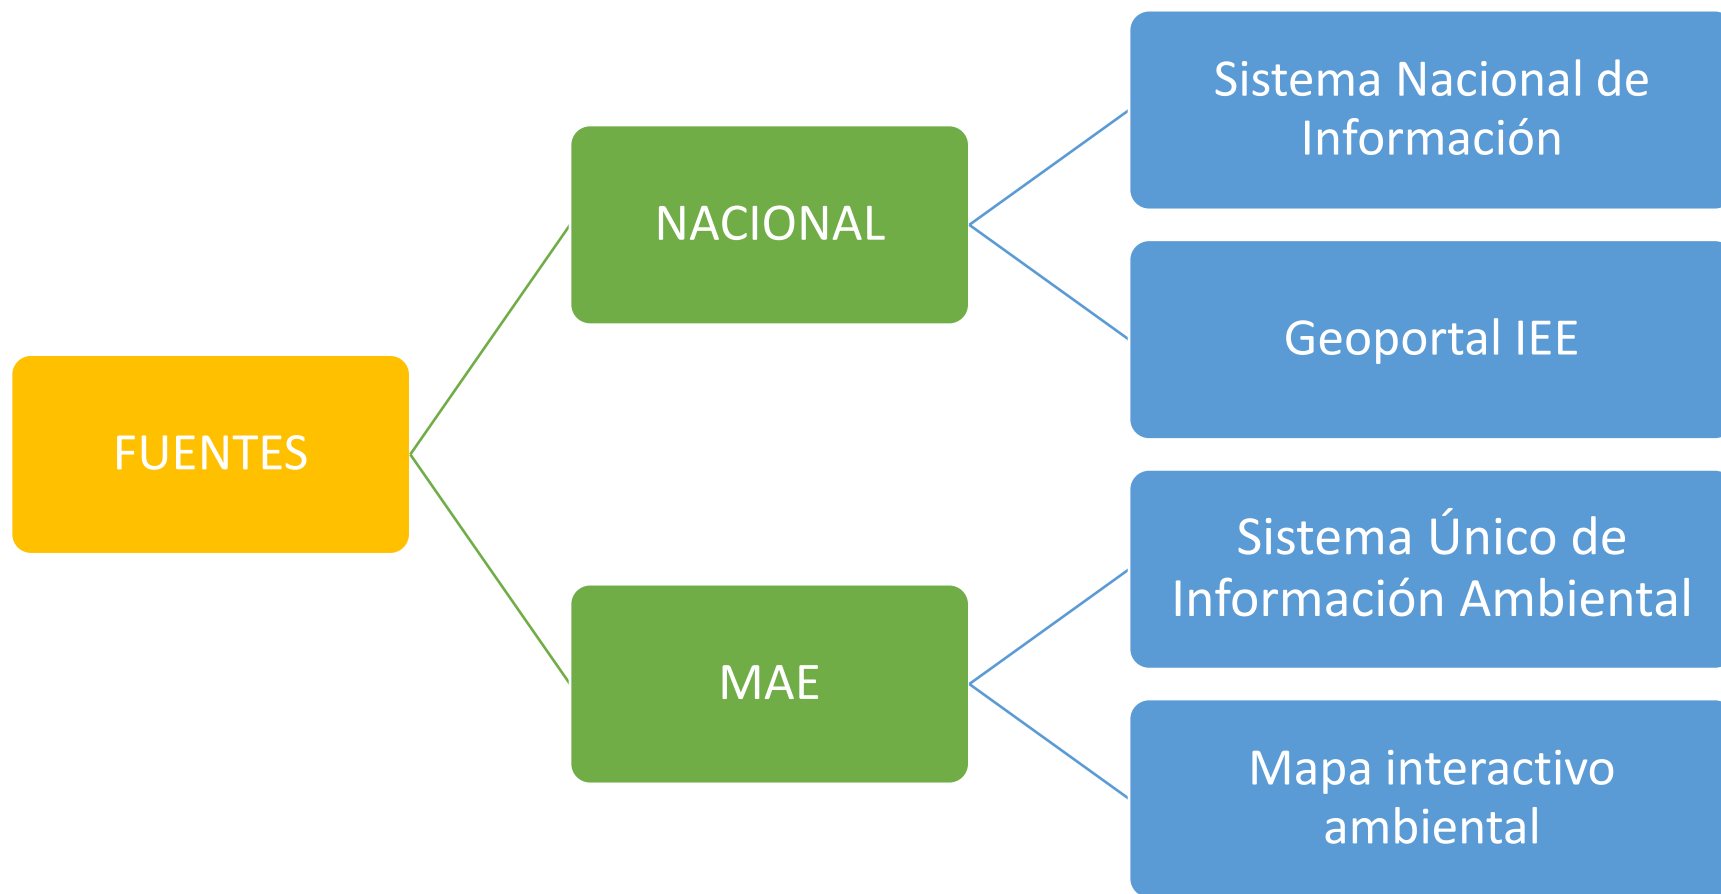 FUENTES
NACIONAL
Sistema Nacional de
Información
Geoportal IEE
MAE
Sistema Único de
Información Ambiental
Mapa interactivo
ambiental